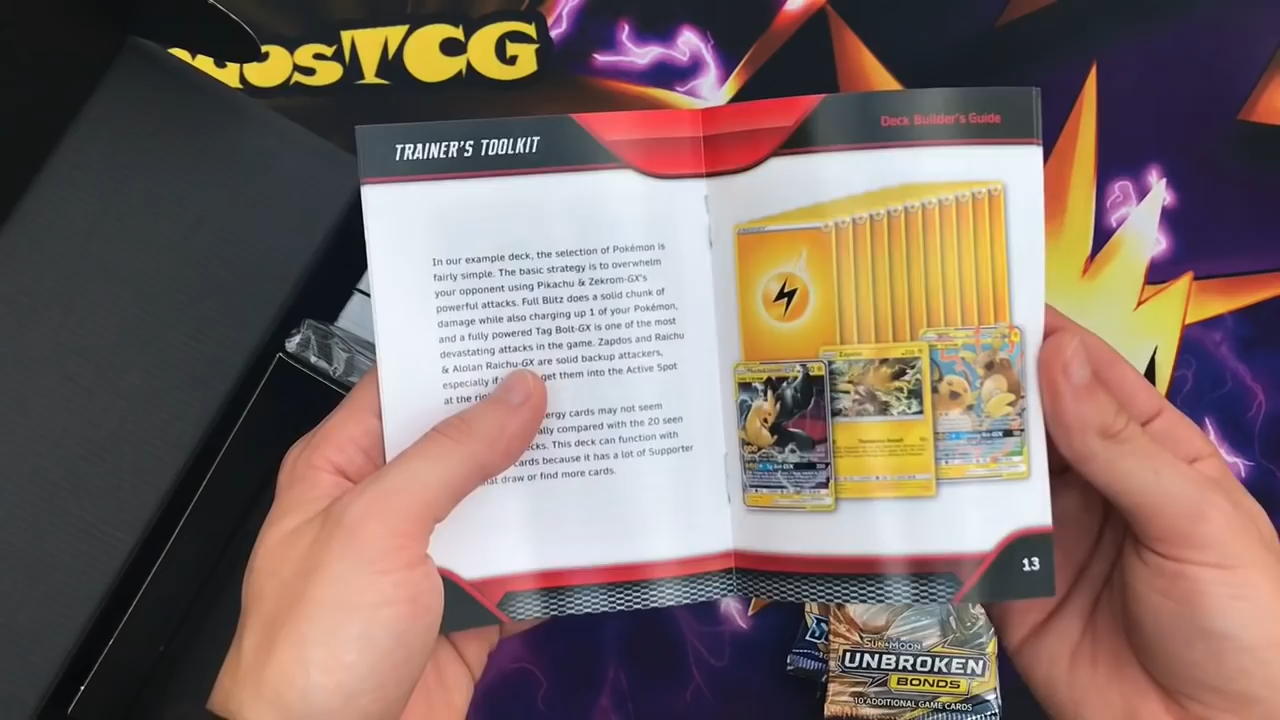 osTCG
TRAINER'S TOOLKIT
Deck Builder's Guide
In our example deck, the selection of Pokémon is
fairly simple. The basic strategy is to overwhelm
your opponent using Pikachu & Zekrom-GX's
powerful attacks. Full Blitz does a solid chunk of
damage while also charging up 1 of your Pokémon,
and a fully powered Tag Bolt-GX is one of the most
devastating attacks in the game. Zapdos and Raichu
& Alolan Raichu-GX are solid backup attackers,
especially if get them into the Active Spot
at the
ergy cards may not seem
ally compared with the 20 seen
ecks. This deck can function with
cards because it has a lot of Supporter
hat draw or find more cards.
Zapdos
13
SUN & MOON
UNBROKEN
BONDS
10 ADDITIONAL GAME CARDS